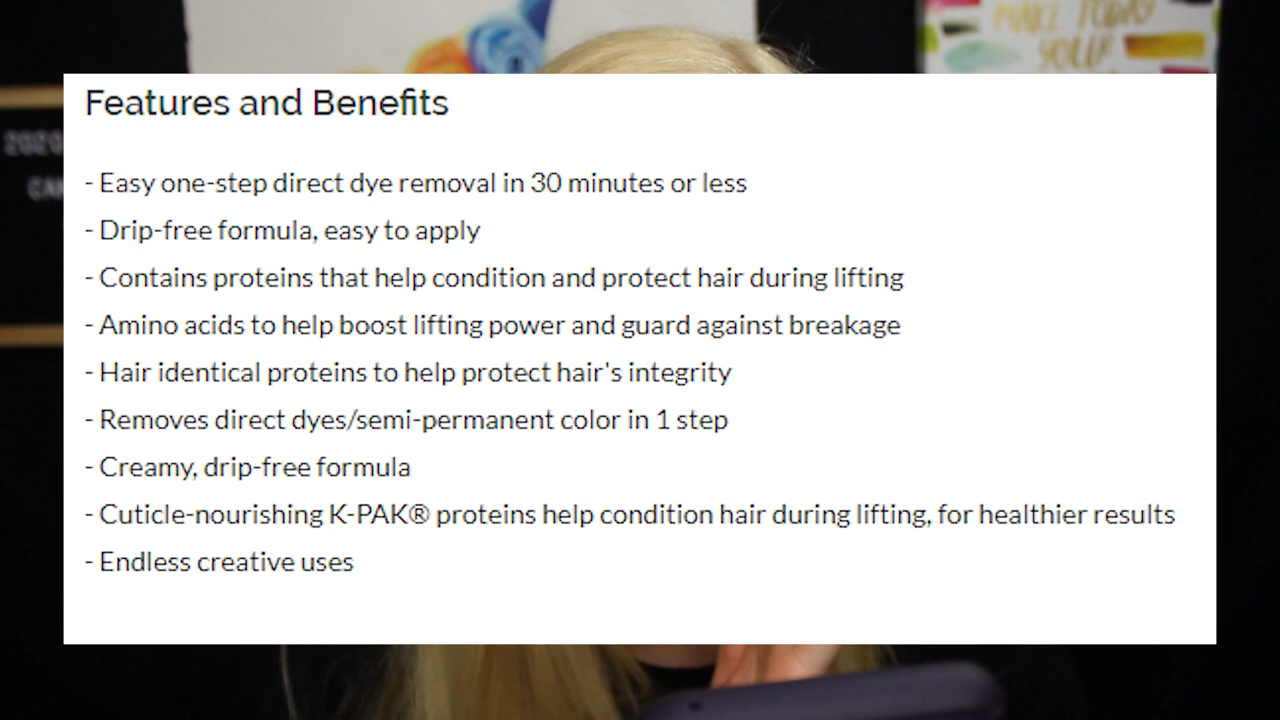 MAKE TODAY
YOUR
2020
Features and Benefits
- Easy one-step direct dye removal in 30 minutes or less
- Drip-free formula, easy to apply
- Contains proteins that help condition and protect hair during lifting
- Amino acids to help boost lifting power and guard against breakage
- Hair identical proteins to help protect hair's integrity
- Removes direct dyes/semi-permanent color in 1 step
- Creamy, drip-free formula
- Cuticle-nourishing K-PAK® proteins help condition hair during lifting, for healthier results
- Endless creative uses